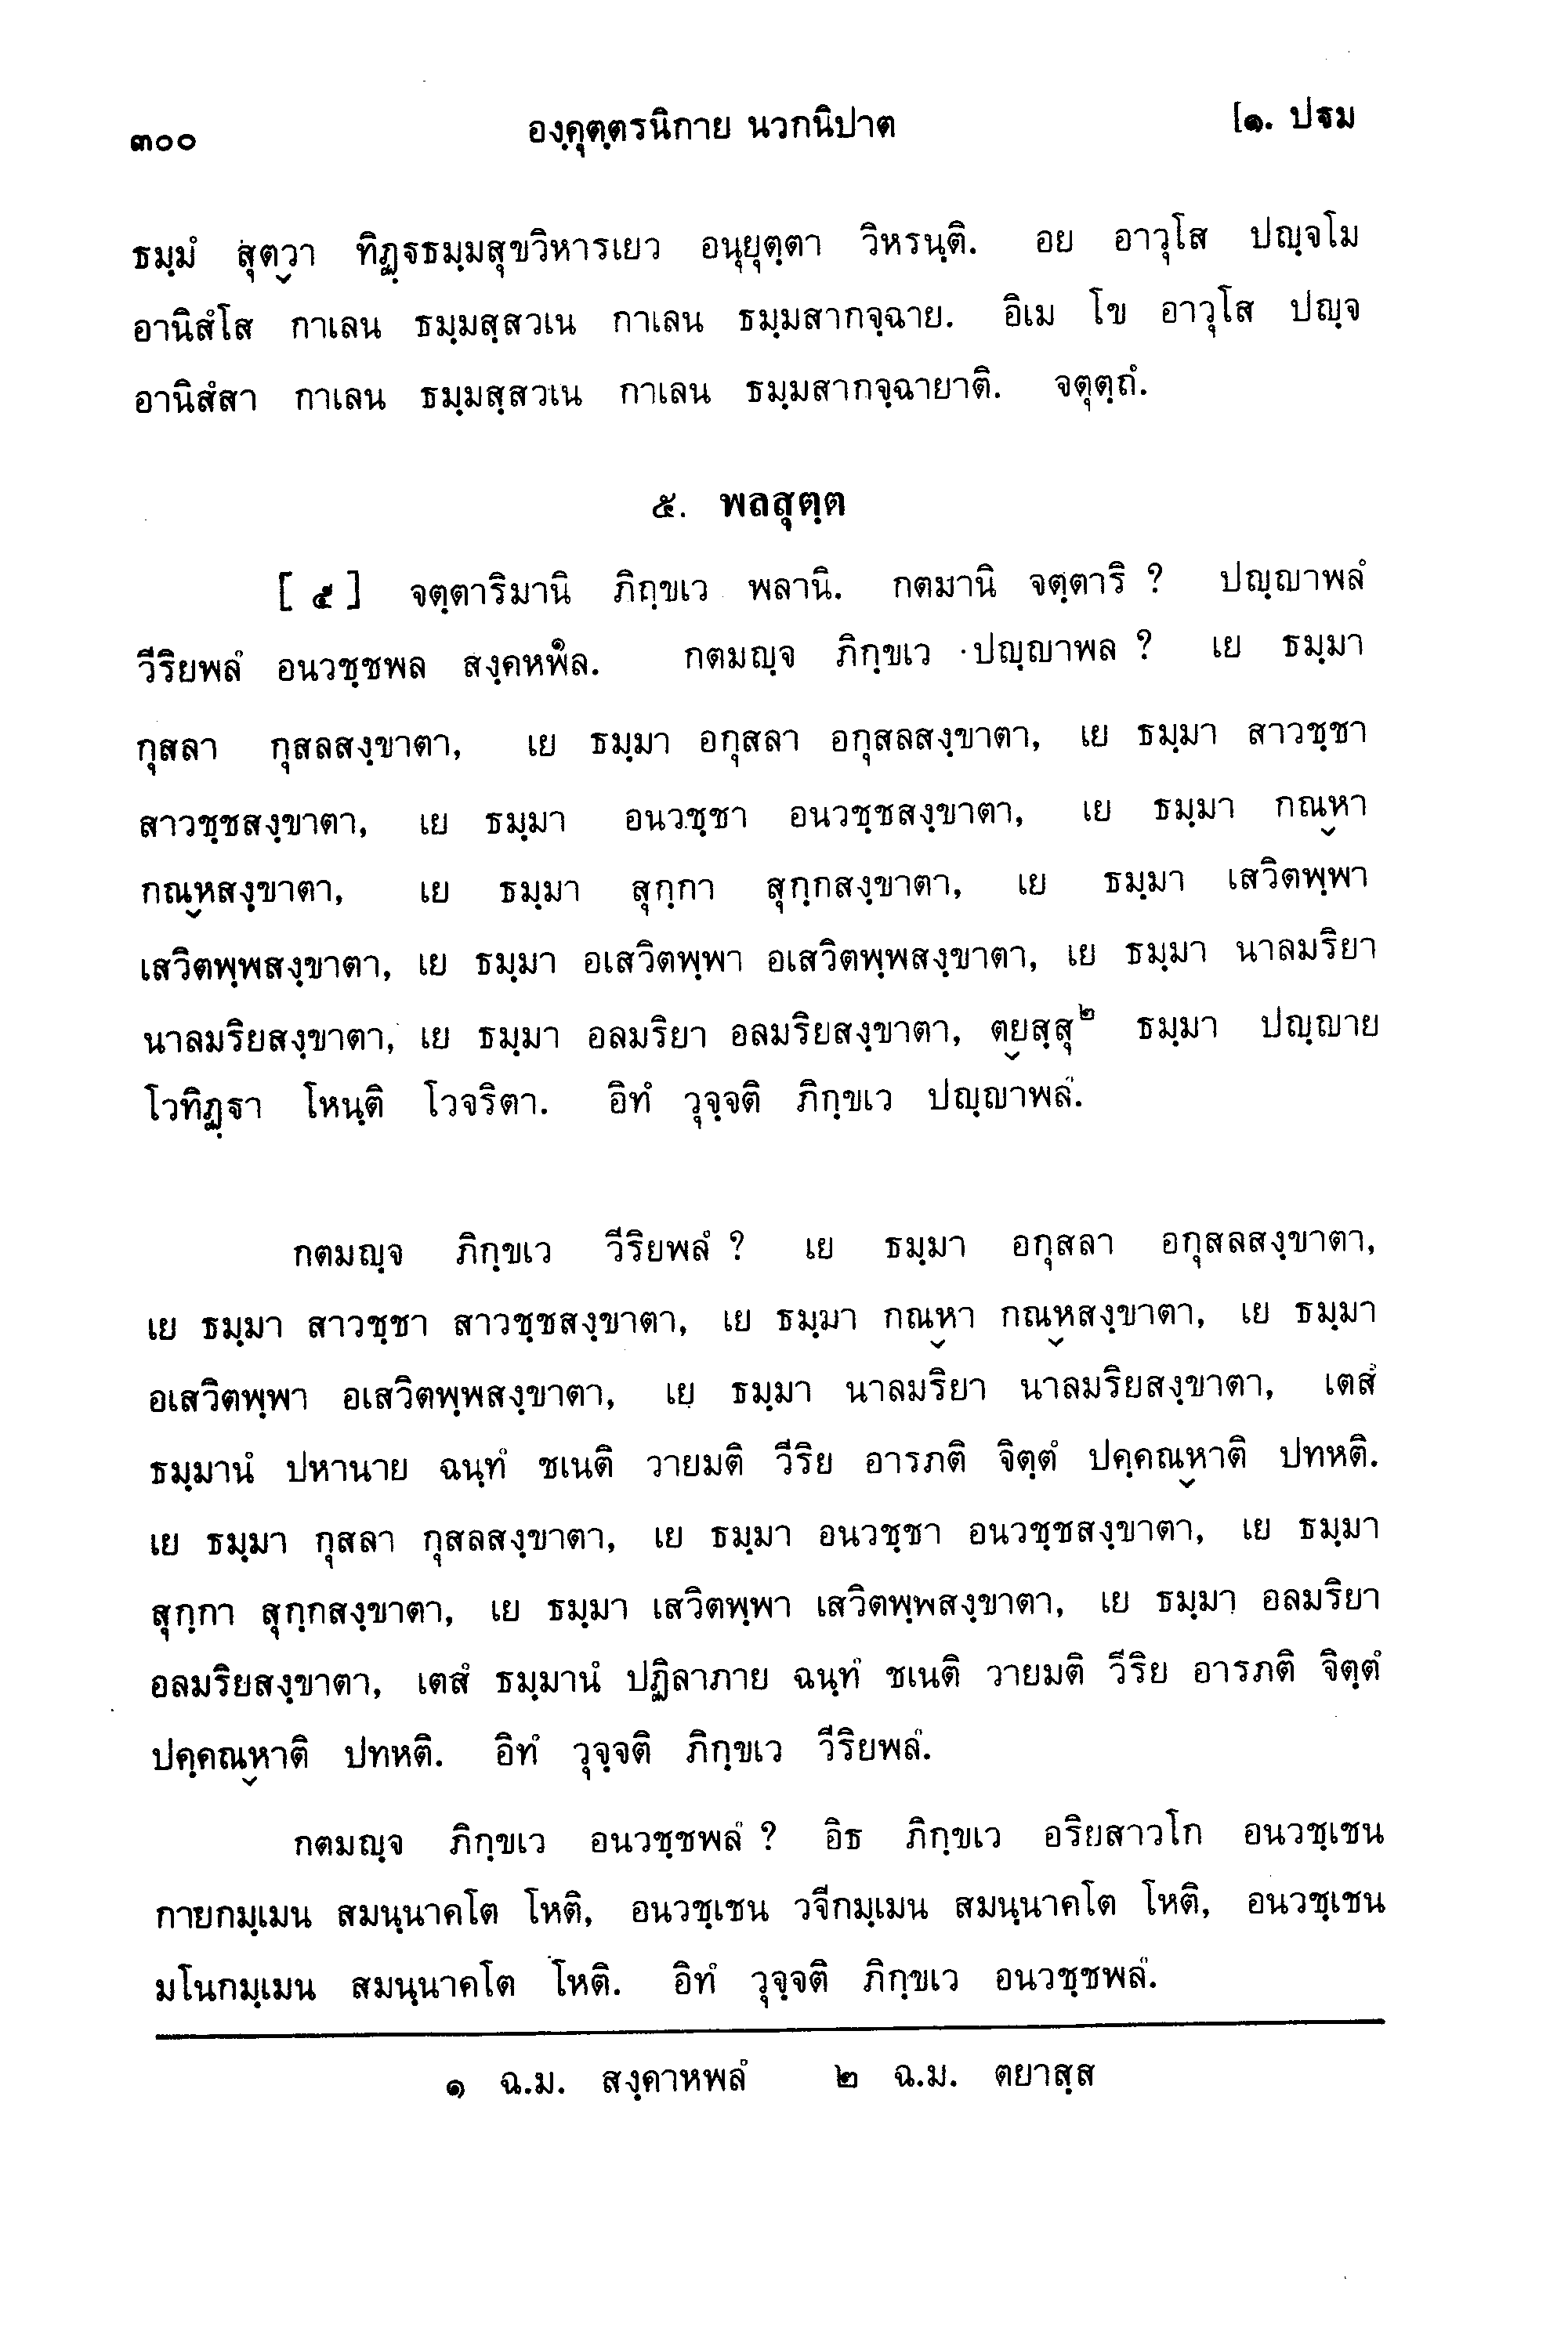 ๓๐๐ องฺคุตฺตรนิกาย นวกนิปาต [๑. ปฐม
ธมฺมํ สุตฺวา ทิฏฺฐธมฺมสุขวิหารเยว อนุยุตฺตา วิหรนฺติ. อย อาวุโส ปญฺจโม
อานิสํโส กาเลน ธมฺมสฺสวเน กาเลน ธมฺมสากจฺฉาย. อิเม โข อาวุโส ปญฺจ
อานิสํสา กาเลน ธมฺมสฺสวเน กาเลน ธมฺมสากจฺฉายาติ. จตุตฺถํ.
๕. พลสุตฺต
[ ๕ ] จตฺตาริมานิ ภิกฺขเว พลานิ. กตมานิ จตฺตาริ ? ปญฺญาพลํ
วีริยพลํ อนวชฺชพล สงฺคหพล๑. กตมญฺจ ภิกฺขเว ปญฺญาพล ? เย ธมฺมา
กุสลา กุสลสงฺขาตา, เย ธมฺมา อกุสลา อกุสลสงฺขาตา, เย ธมฺมา สาวชฺชา
สาวชฺชสงฺขาตา, เย ธมฺมา อนวชฺชา อนวชฺชสงฺขาตา, เย ธมฺมา กณฺหา
กณฺหสงฺขาตา, เย ธมฺมา สุกฺกา สุกฺกสงฺขาตา, เย ธมฺมา เสวิตพฺพา
เสวิตพฺพสงฺขาตา, เย ธมฺมา อเสวิตพฺพา อเสวิตพฺพสงฺขาตา, เย ธมฺมา นาลมริยา
นาลมริยสงฺขาตา, เย ธมฺมา อลมริยา อลมริยสงฺขาตา, ตฺยสฺสุ๒ ธมฺมา ปญฺญาย
โวทิฏฺฐา โหนฺติ โวจริตา. อิทํ วุจฺจติ ภิกฺขเว ปญฺญาพลํ.
กตมญฺจ ภิกฺขเว วีริยพลํ ? เย ธมฺมา อกุสลา อกุสลสงฺขาตา,
เย ธมฺมา สาวชฺชา สาวชฺชสงฺขาตา, เย ธมฺมา กณฺหา กณฺหสงฺขาตา, เย ธมฺมา
อเสวิตพฺพา อเสวิตพฺพสงฺขาตา, เย ธมฺมา นาลมริยา นาลมริยสงฺขาตา, เตสํ
ธมฺมานํ ปหานาย ฉนฺทํ ชเนติ วายมติ วีริย อารภติ จิตฺตํ ปคฺคณฺหาติ ปทหติ.
เย ธมฺมา กุสลา กุสลสงฺขาตา, เย ธมฺมา อนวชฺชา อนวชฺชสงฺขาตา, เย ธมฺมา
สุกฺกา สุกฺกสงฺขาตา, เย ธมฺมา เสวิตพฺพา เสวิตพฺพสงฺขาตา, เย ธมฺมา อลมริยา
อลมริยสงฺขาตา, เตสํ ธมฺมานํ ปฏิลาภาย ฉนฺทํ ชเนติ วายมติ วีริย อารภติ จิตฺตํ
ปคฺคณฺหาติ ปทหติ. อิทํ วุจฺจติ ภิกฺขเว วีริยพลํ.
กตมญฺจ ภิกฺขเว อนวชฺชพลํ ? อิธ ภิกฺขเว อริยสาวโก อนวชฺเชน
กายกมฺเมน สมนฺนาคโต โหติ, อนวชฺเชน วจีกมฺเมน สมนฺนาคโต โหติ, อนวชฺเชน
มโนกมฺเมน สมนฺนาคโต โหติ. อิทํ วุจฺจติ ภิกฺขเว อนวชฺชพลํ.
๑ ฉ.ม. สงฺคาหพลํ ๒ ฉ.ม. ตยาสฺส